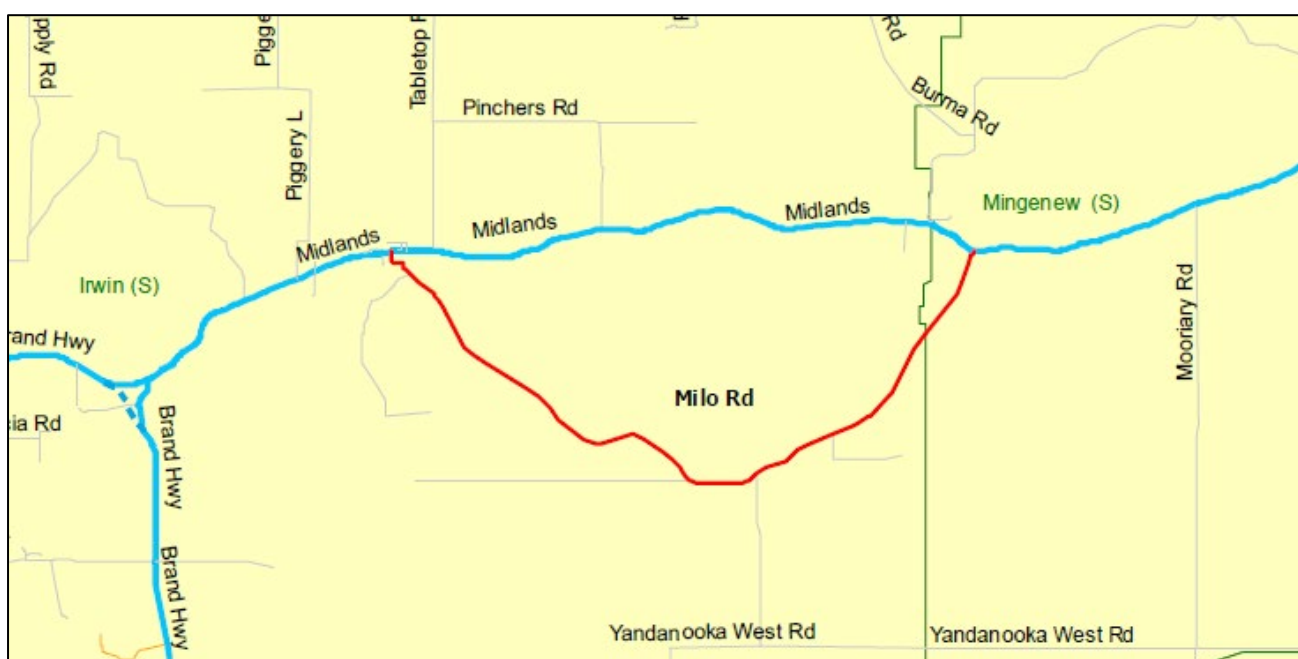 pply Rd
Pigge
Tabletop R
Rd
Piggery L
Pinchers Rd
Burma Rd
Midlands
Midlands
Midlands
Mingenew (S)
Irwin (S)
rand Hwy
Mooriary Rd
Milo Rd
cia Rd
Brand Hwy
Brand Hwy
Yandanooka West Rd
Yandanooka West Rd